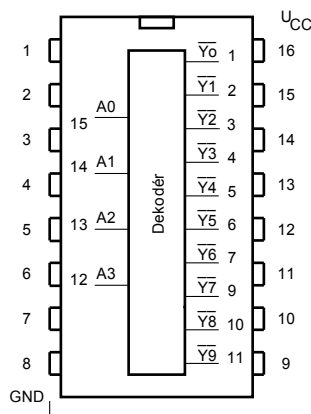 U CC
1 Yo 1 16
2 Y1 2 15
15 A0 Y2 3
3 14
14 A1 Y3 4
4 Y4 5 13
13 A2 Y5 6
5 12
6 12 A3 Y6 7 11
Y7 9
7 Y8 10 10
8 Y9 11 9
Dekodér
GND